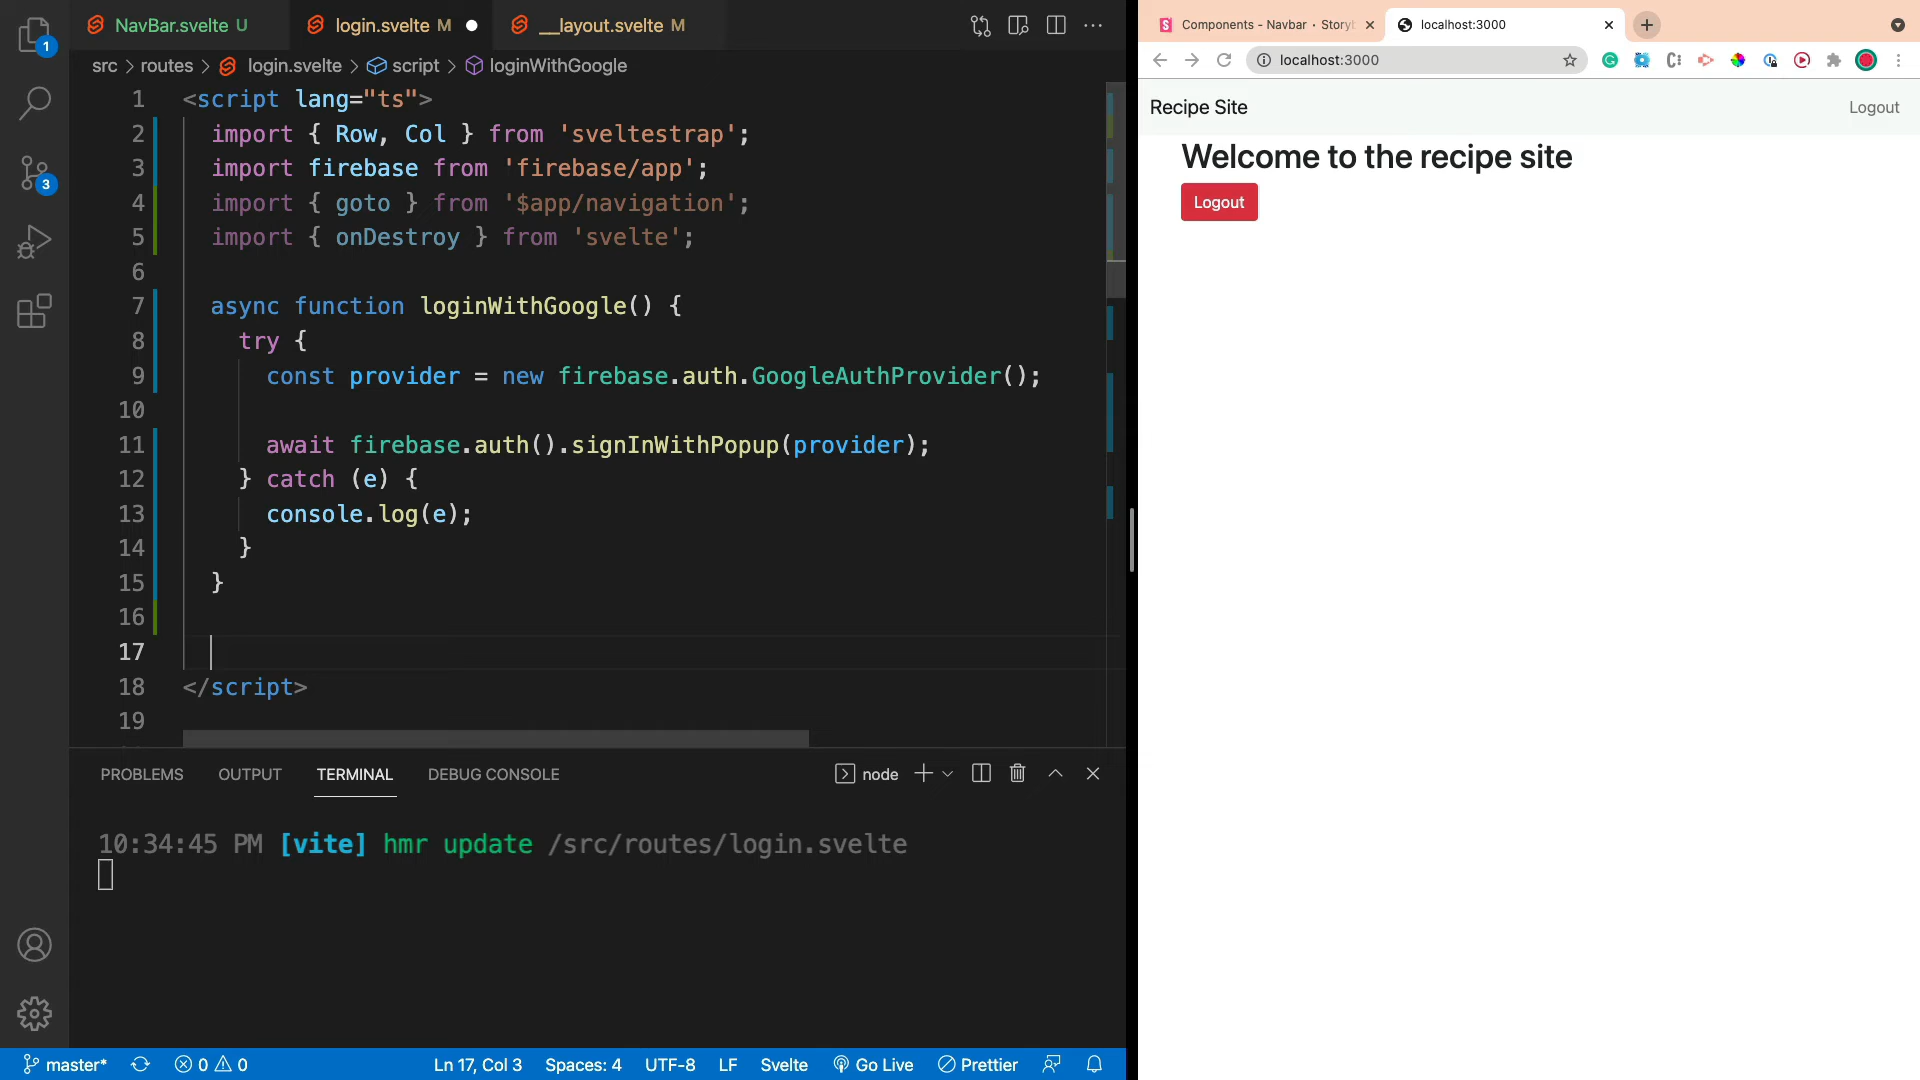 NavBar.svelte U
login.svelte M
__layout.svelte M
src > routes > login.svelte > script > loginWithGoogle
1 <script lang="ts">
2 import { Row, Col } from 'sveltestrap';
3 import firebase from 'firebase/app';
4 import { goto } from '$app/navigation';
5 import { onDestroy } from 'svelte';
6
7 async function loginWithGoogle() {
8 try {
9 const provider = new firebase.auth.GoogleAuthProvider();
10
11 await firebase.auth().signInWithPopup(provider);
12 } catch (e) {
13 console.log(e);
14 }
15 }
16
17
18 </script>
19
1
3
PROBLEMS OUTPUT TERMINAL DEBUG CONSOLE
node
10:34:45 PM [vite] hmr update /src/routes/login.svelte
master* 0 0 Ln 17, Col 3 Spaces: 4 UTF-8 LF Svelte Go Live Prettier
Components - Navbar · Story
localhost:3000
localhost:3000
Recipe Site
Logout
Welcome to the recipe site
Logout